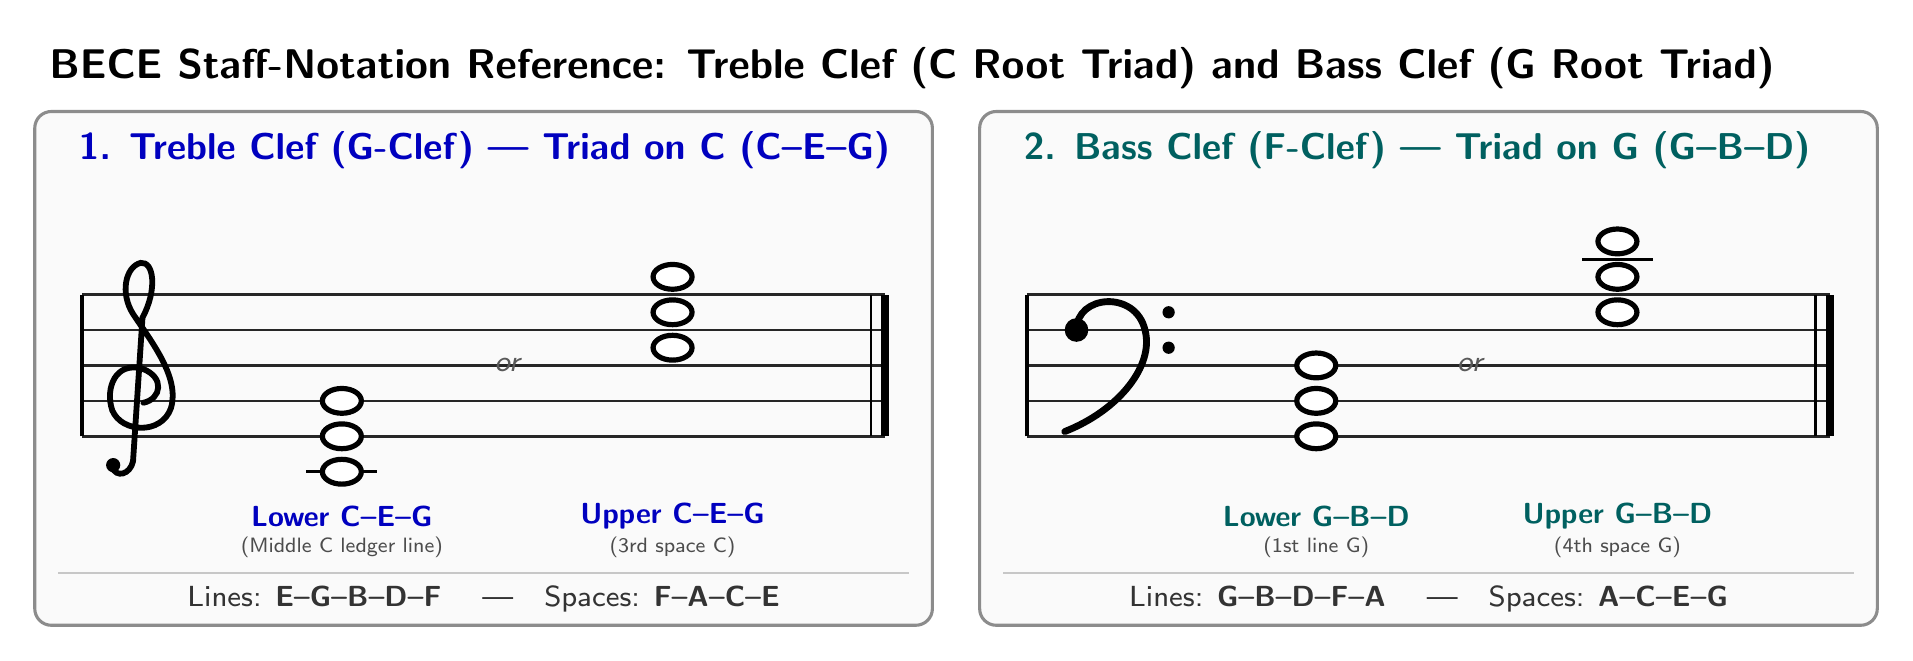 BECE Staff-Notation Reference: Treble Clef (C Root Triad) and Bass Clef (G Root Triad)
1. Treble Clef (G-Clef) — Triad on C (C–E–G)
or
Lower C–E–G
(Middle C ledger line)
Upper C–E–G
(3rd space C)
Lines: E–G–B–D–F — Spaces: F–A–C–E
2. Bass Clef (F-Clef) — Triad on G (G–B–D)
or
Lower G–B–D
(1st line G)
Upper G–B–D
(4th space G)
Lines: G–B–D–F–A — Spaces: A–C–E–G